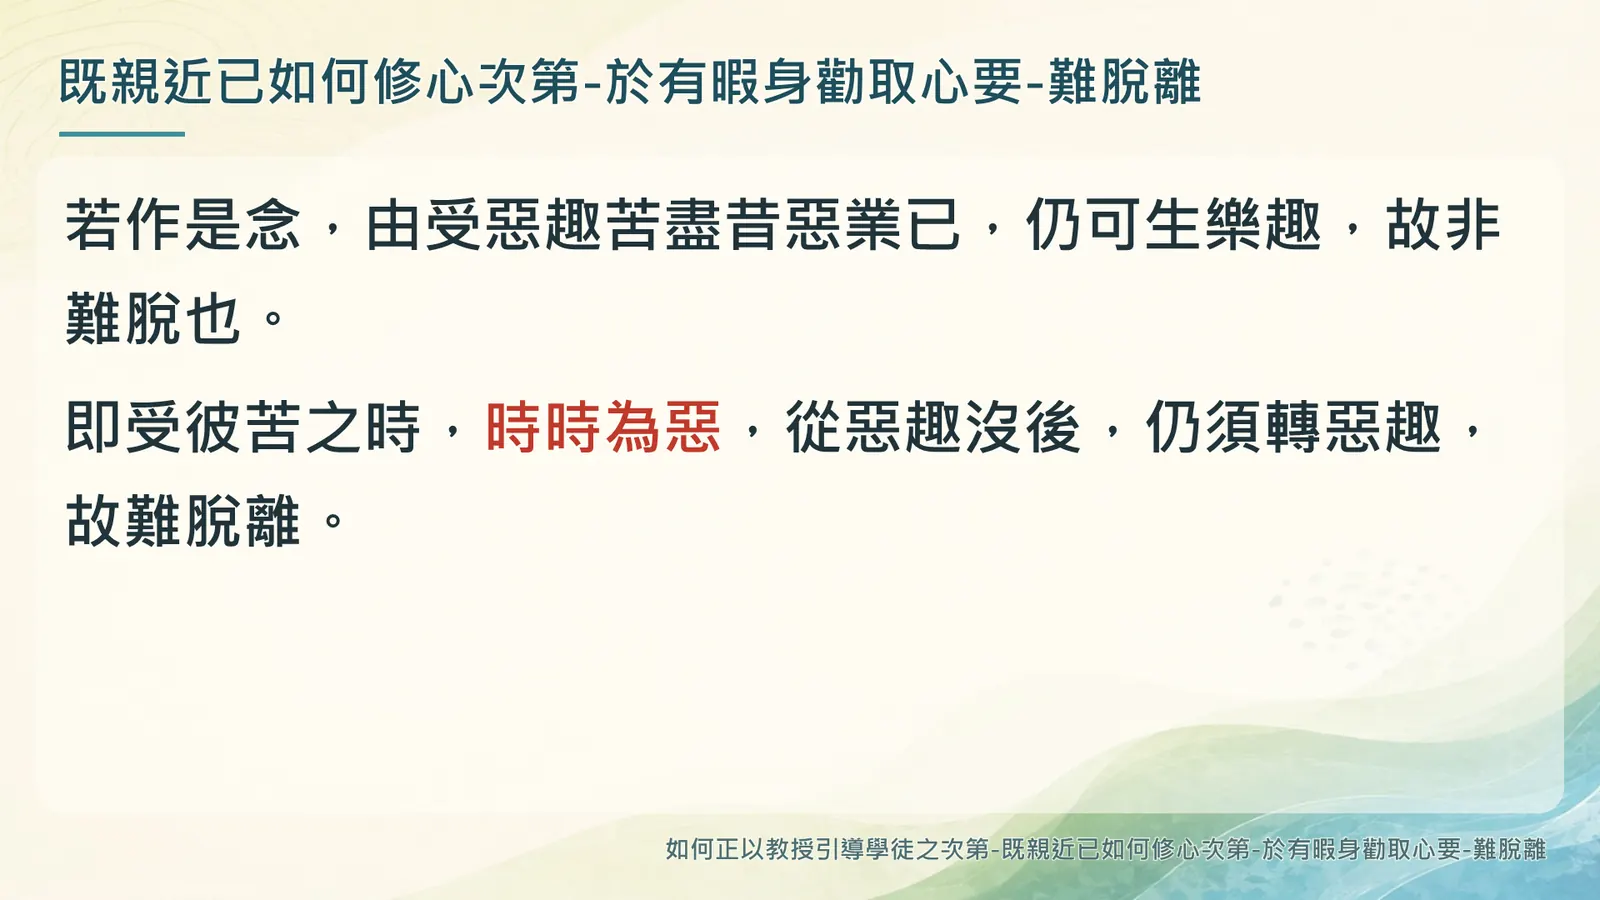 既親近已如何修心次第-於有暇身勸取心要-難脫離
若作是念，由受惡趣苦盡昔惡業已，仍可生樂趣，故非
難脫也。
即受彼苦之時，時時為惡，從惡趣沒後，仍須轉惡趣，
故難脫離。
如何正以教授引導學徒之次第-既親近已如何修心次第-於有暇身勸取心要-難脫離